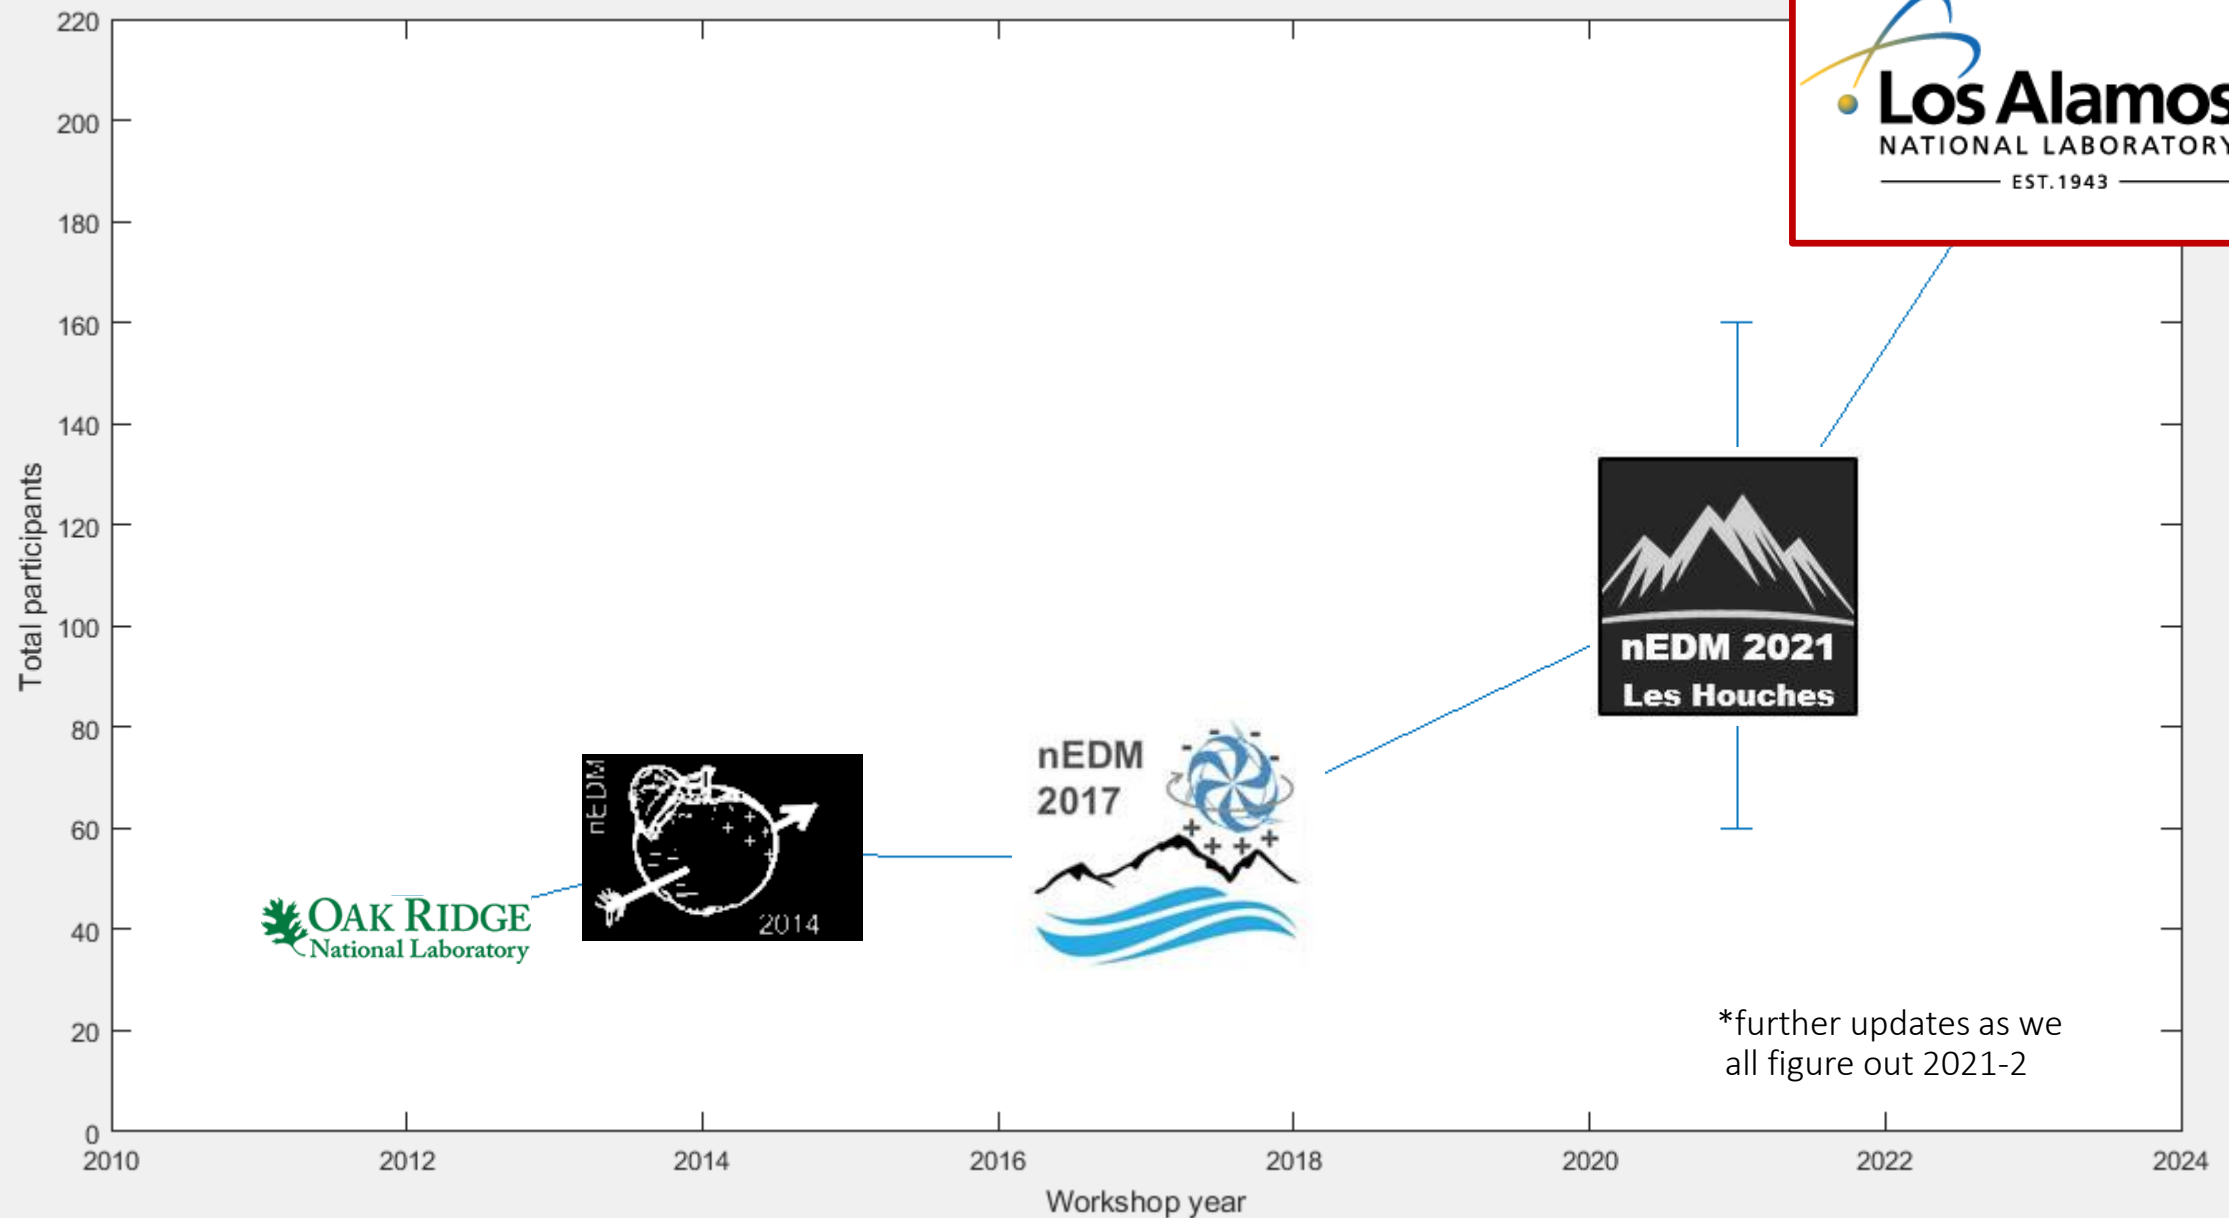 220
200
180
160
140
120
100
80
60
40
20
0
Total participants
2010
2012
2014
2016
2018
2020
2022
2024
Workshop year
OAK RIDGE
National Laboratory
nEDM
2014
nEDM
2017
nEDM 2021
Les Houches
Los Alamos
NATIONAL LABORATORY
EST.1943
*further updates as we
all figure out 2021-2